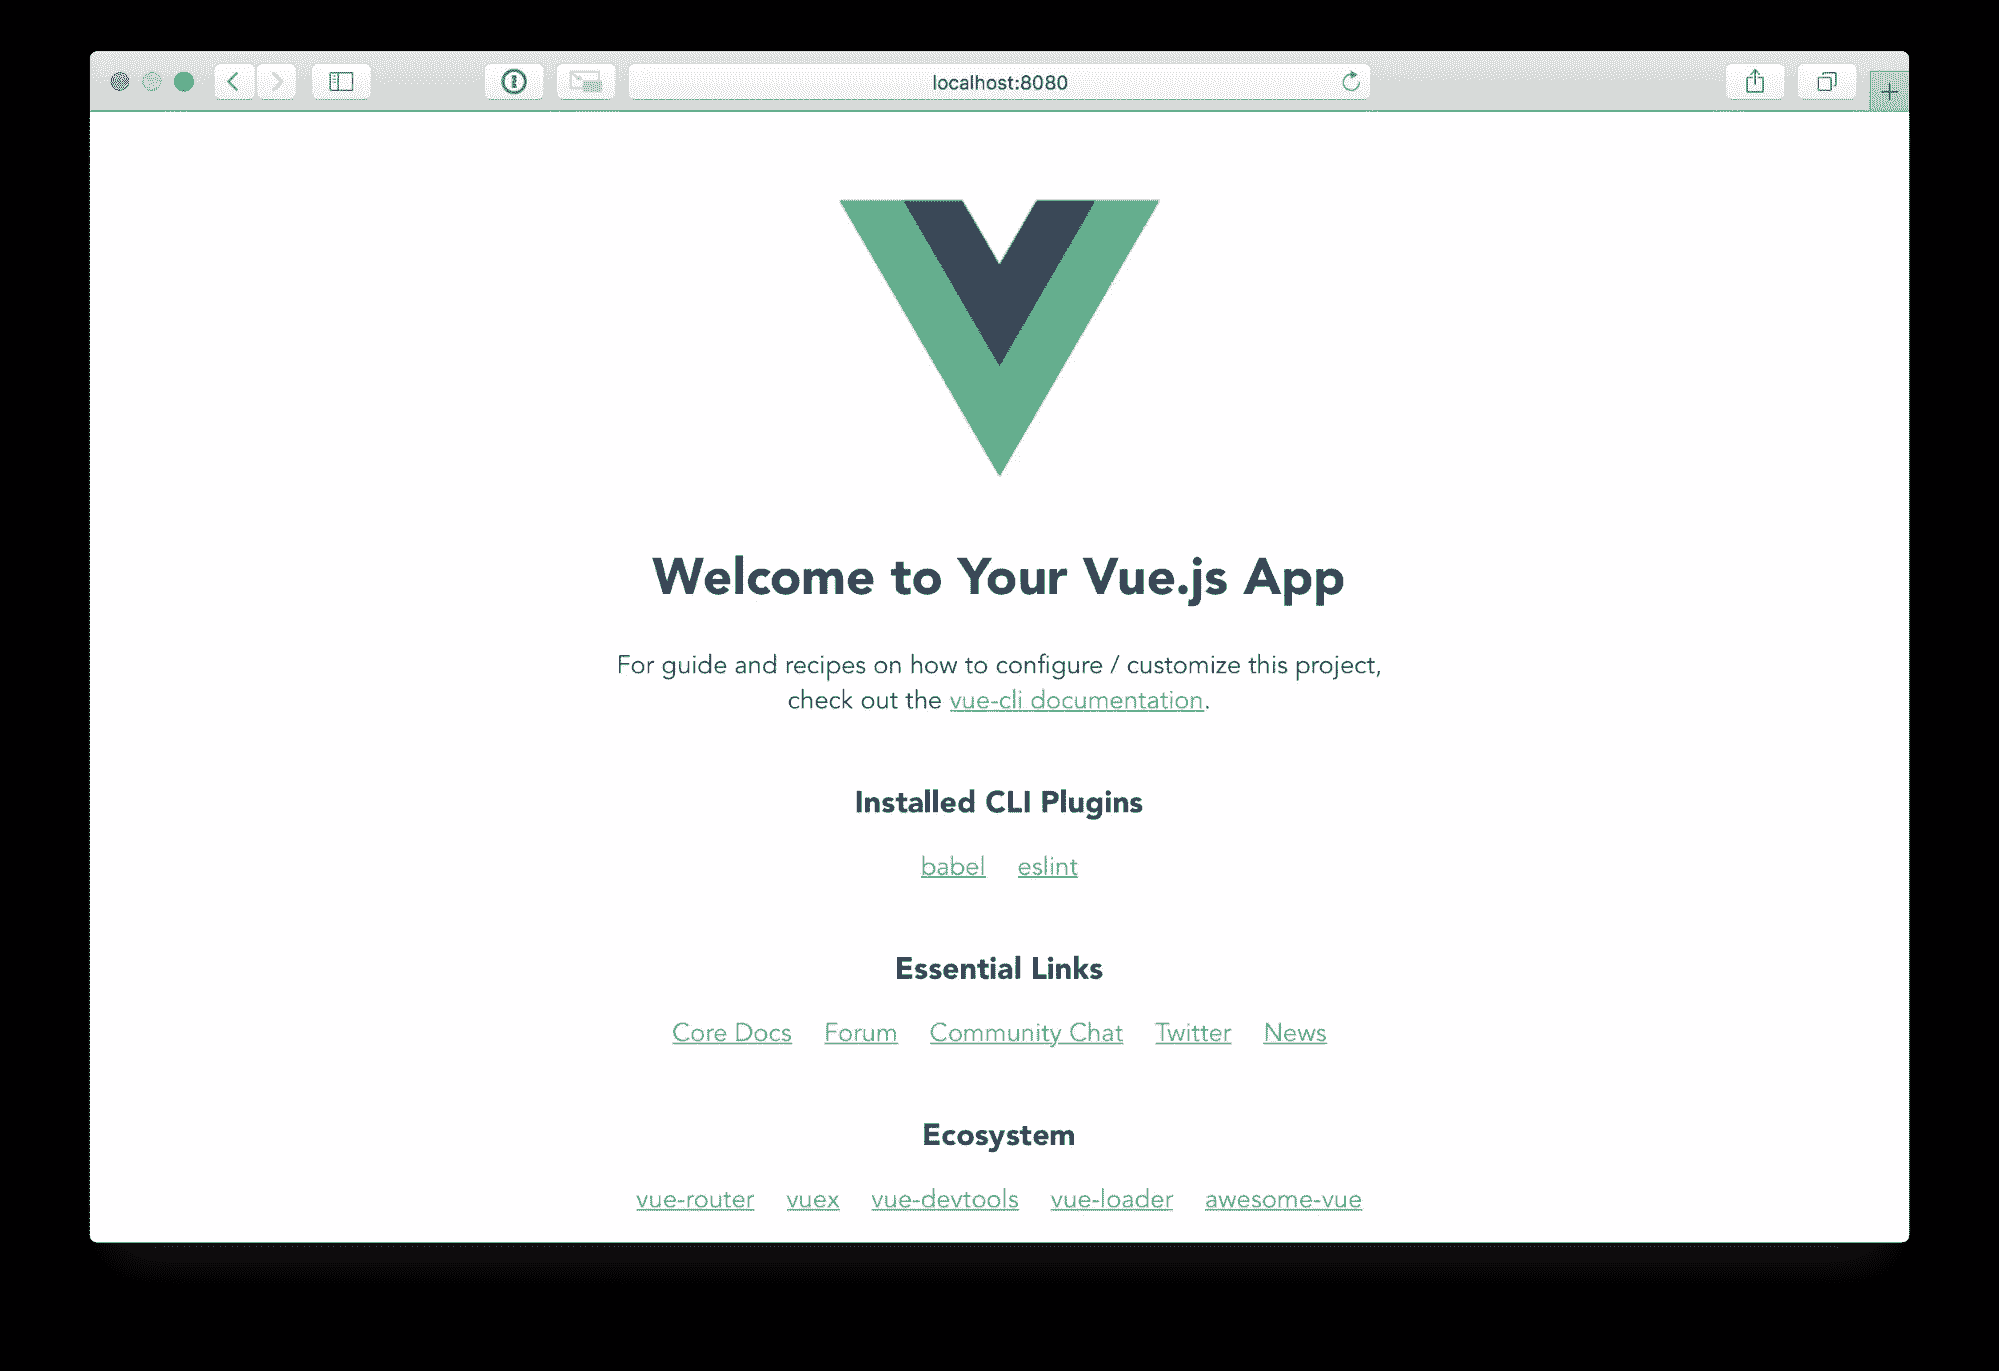 localhost:8080
Welcome to Your Vue.js App
For guide and recipes on how to configure / customize this project,
check out the vue-cli documentation.
Installed CLI Plugins
babel eslint
Essential Links
Core Docs Forum Community Chat Twitter News
Ecosystem
vue-router vuex vue-devtools vue-loader awesome-vue